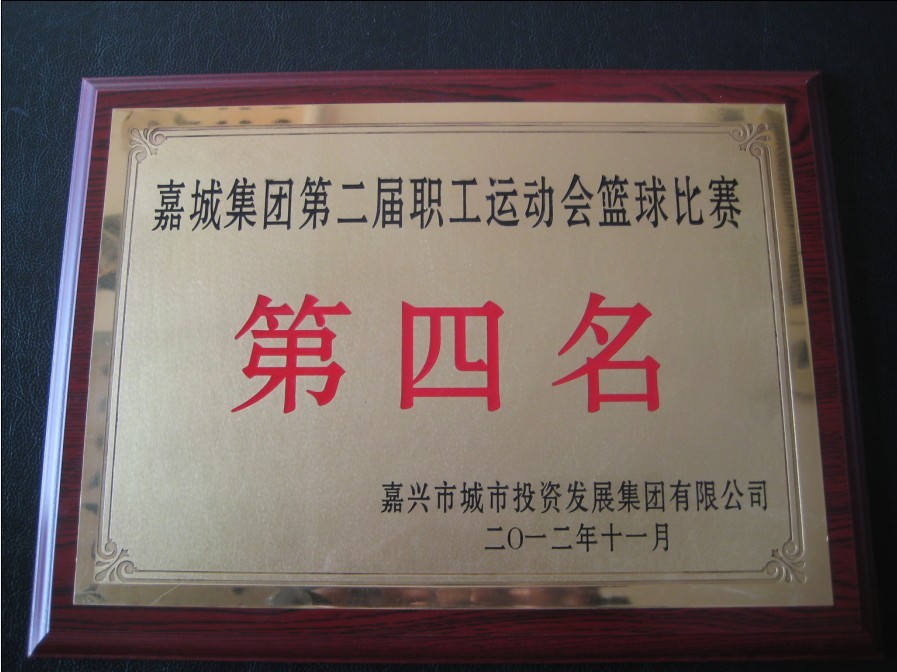 嘉城集团第二届职工运动会篮球比赛
第四名
嘉兴市城市投资发展集团有限公司
二〇一二年十一月